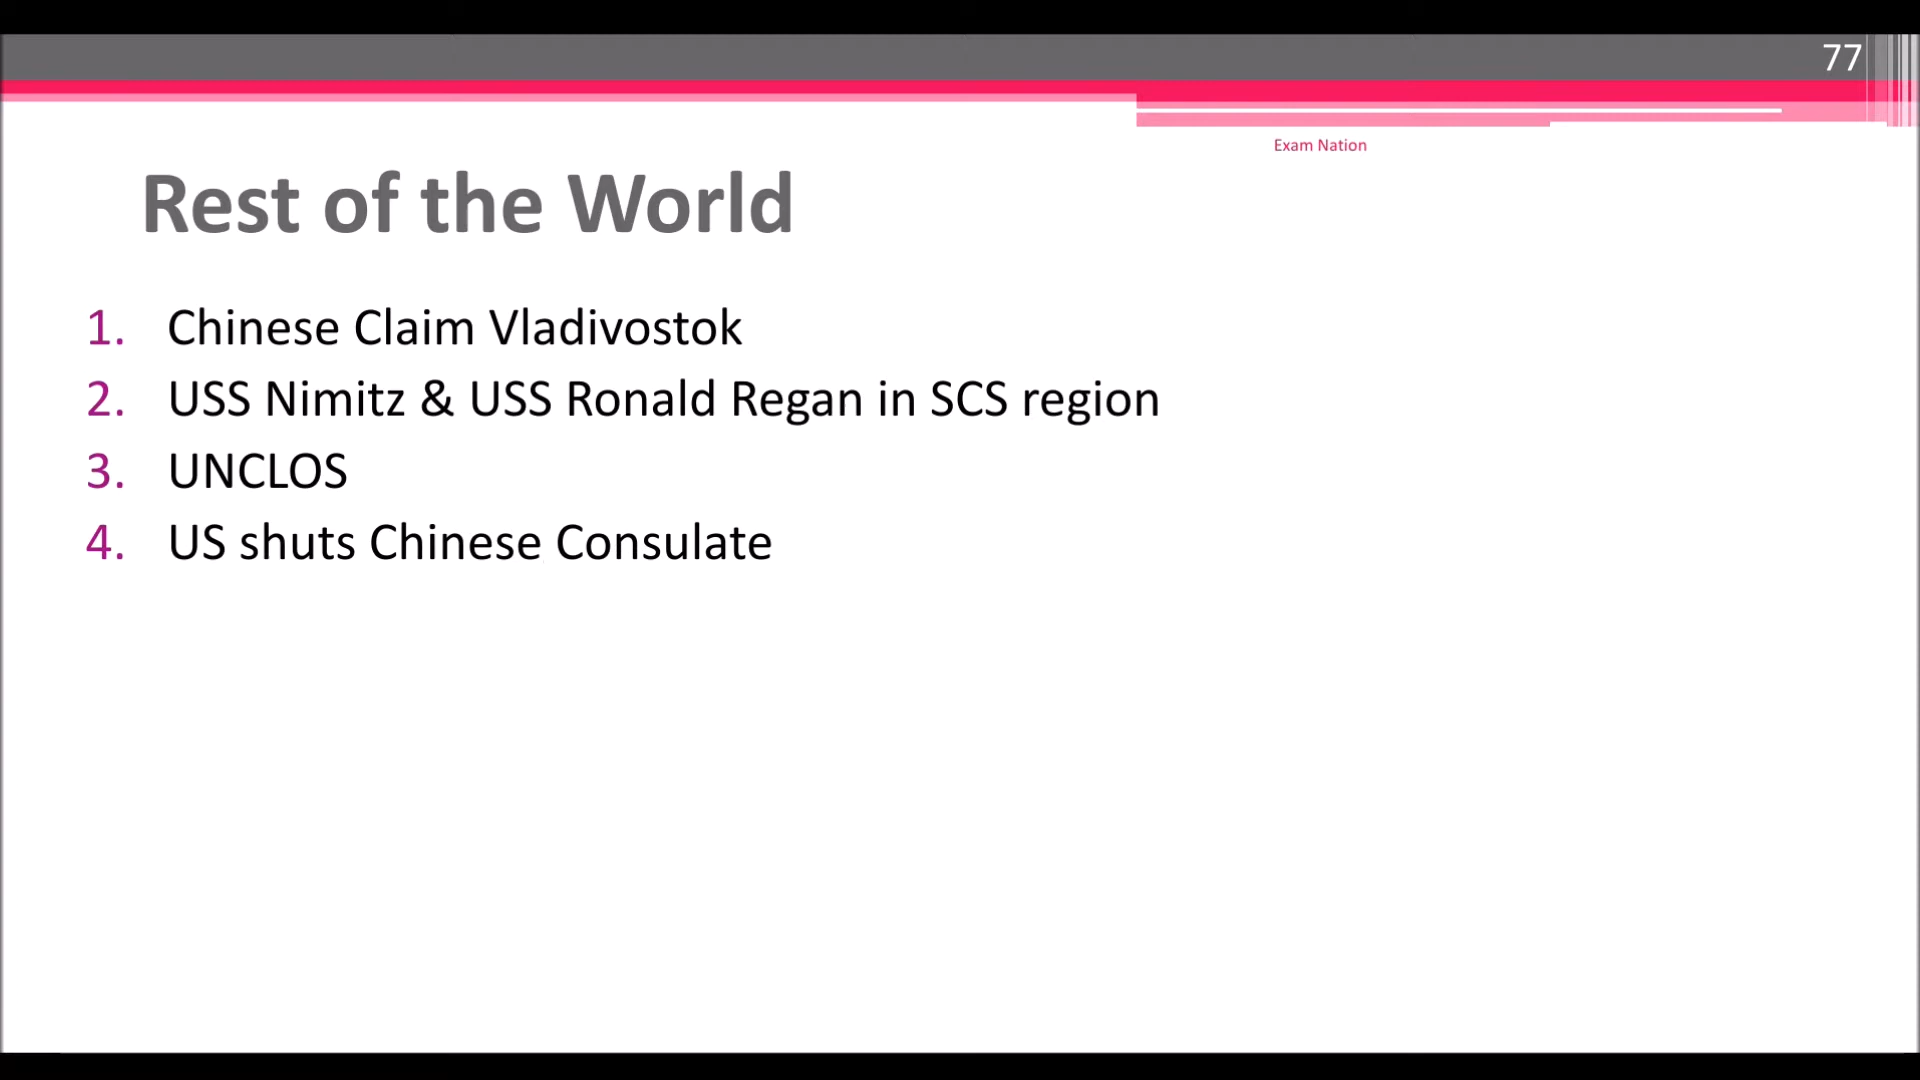 77
Exam Nation
Rest of the World
1. Chinese Claim Vladivostok
2. USS Nimitz & USS Ronald Regan in SCS region
3. UNCLOS
4. US shuts Chinese Consulate